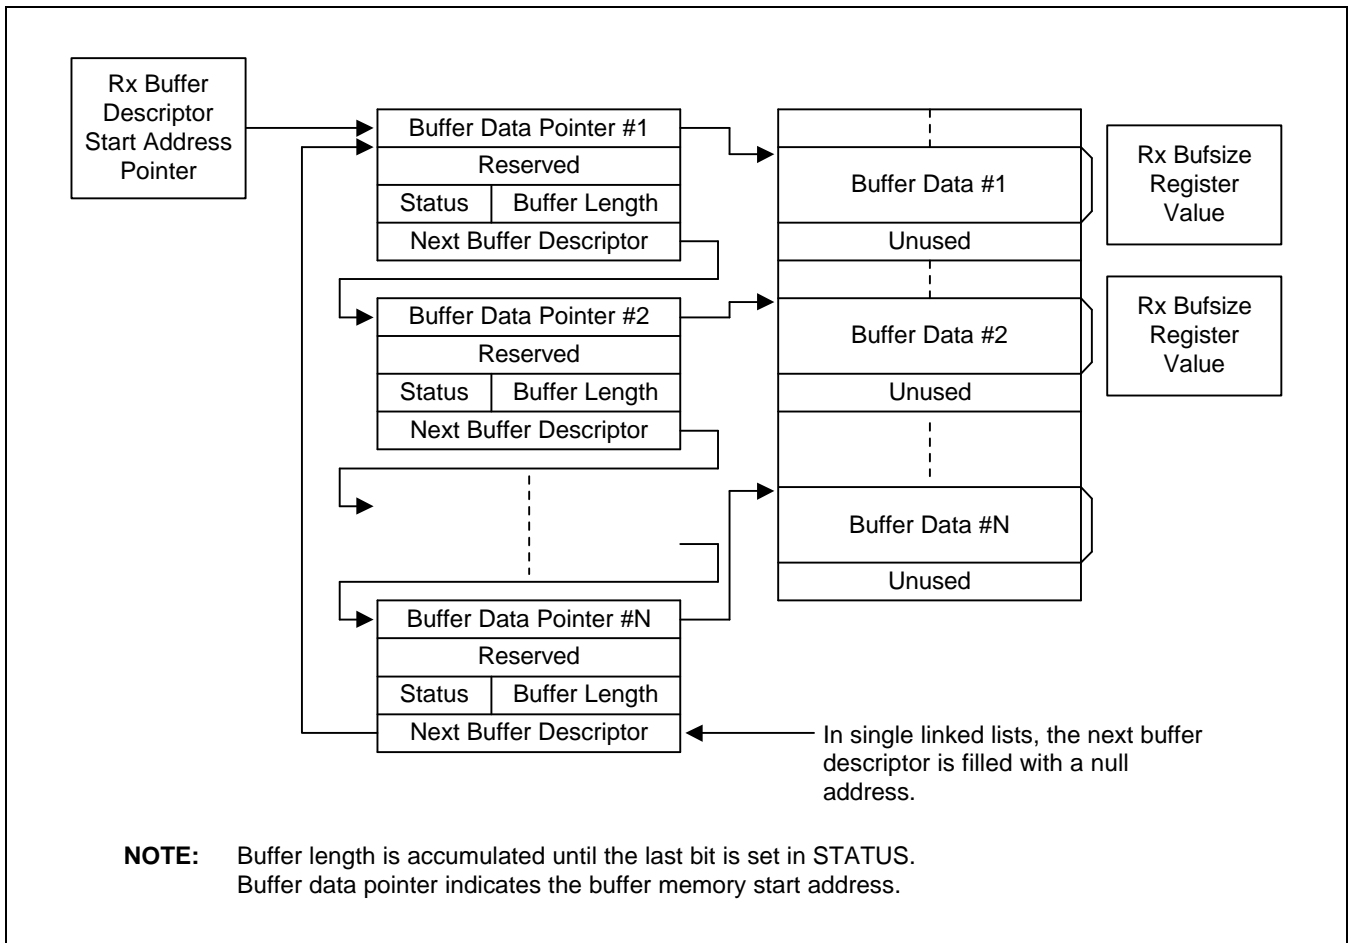 Rx Buffer
Descriptor
Start Address
Pointer
Buffer Data Pointer #1
Reserved
Status Buffer Length
Next Buffer Descriptor
Buffer Data Pointer #2
Reserved
Status Buffer Length
Next Buffer Descriptor
Buffer Data Pointer #N
Reserved
Status Buffer Length
Next Buffer Descriptor
Buffer Data #1
Unused
Buffer Data #2
Unused
Buffer Data #N
Unused
Rx Bufsize
Register
Value
Rx Bufsize
Register
Value
In single linked lists, the next buffer
descriptor is filled with a null
address.
NOTE: Buffer length is accumulated until the last bit is set in STATUS.
Buffer data pointer indicates the buffer memory start address.